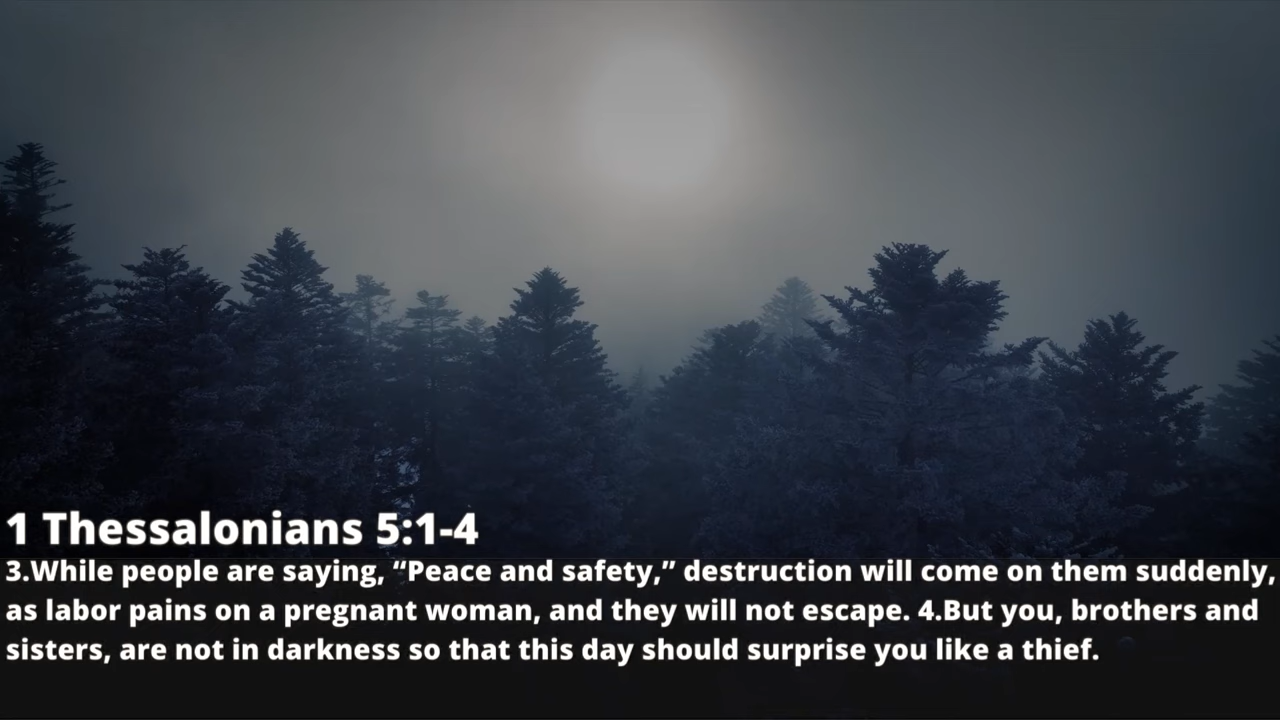 1 Thessalonians 5:1-4
3.While people are saying, “Peace and safety,” destruction will come on them suddenly,
as labor pains on a pregnant woman, and they will not escape. 4.But you, brothers and
sisters, are not in darkness so that this day should surprise you like a thief.